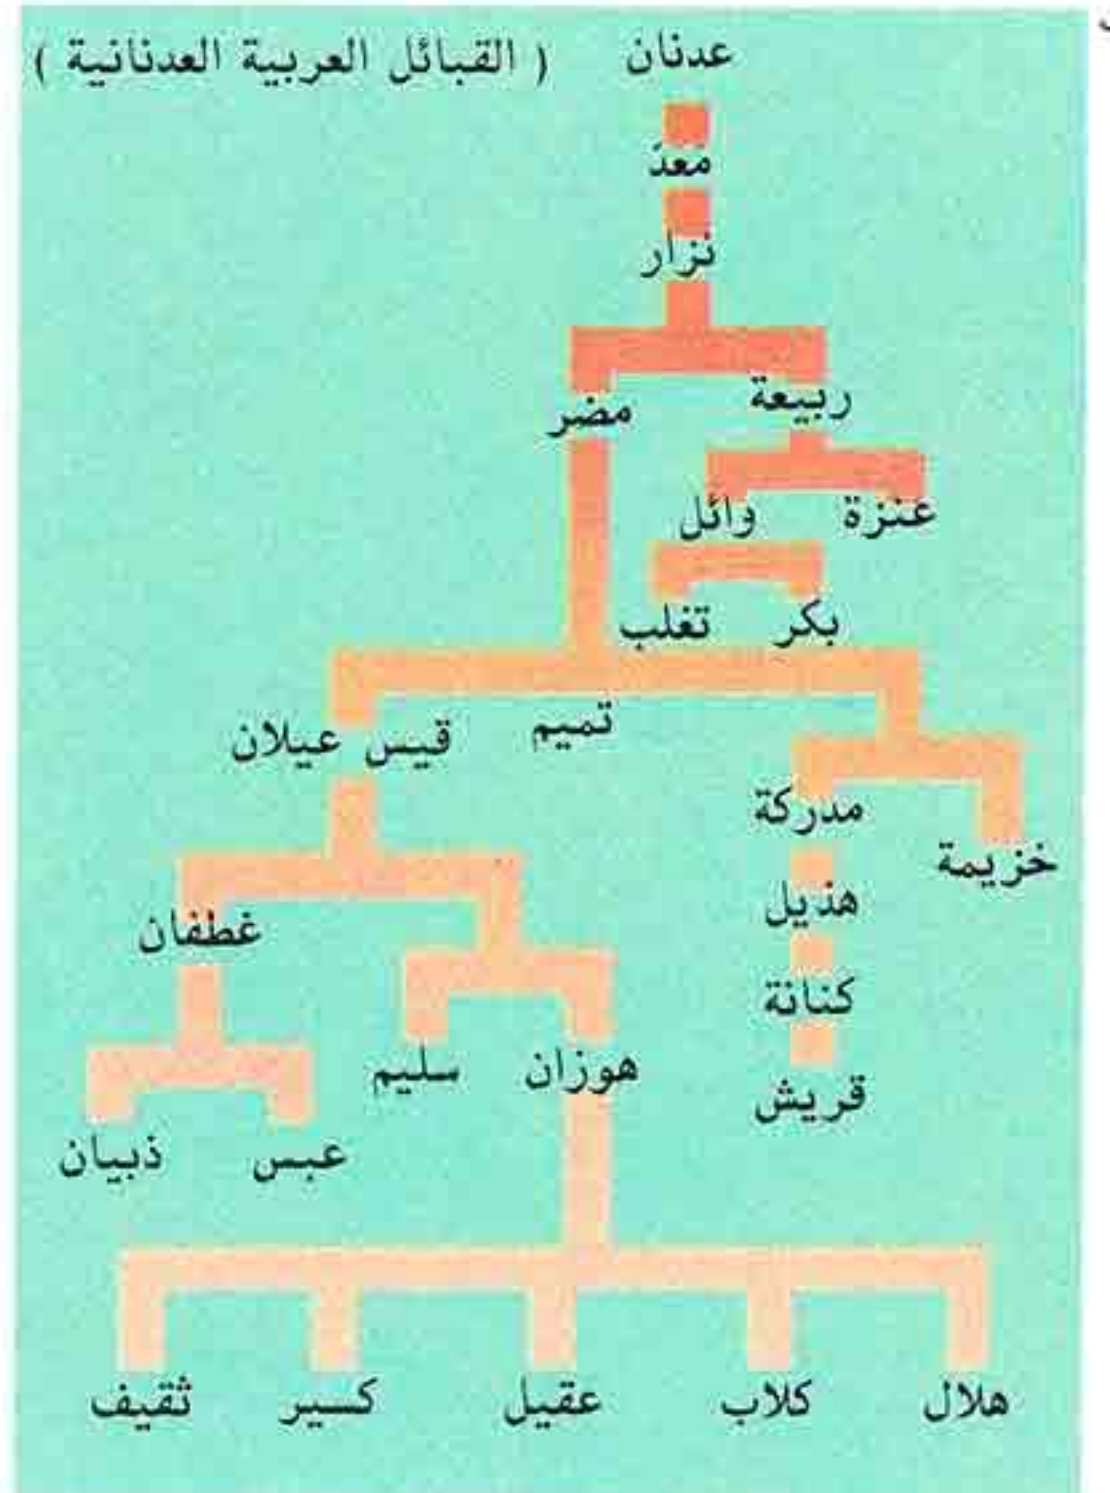 عدنان ( القبائل العربية العدنانية )
معدّ
نزار
ربيعة مضر
عنزة وائل
بكر تغلب
تميم قيس عيلان
مدركة
خزيمة
هذيل
غطفان
كنانة
هوزان سليم
قريش
عبس ذبيان
هلال كلاب عقيل كسير ثقيف